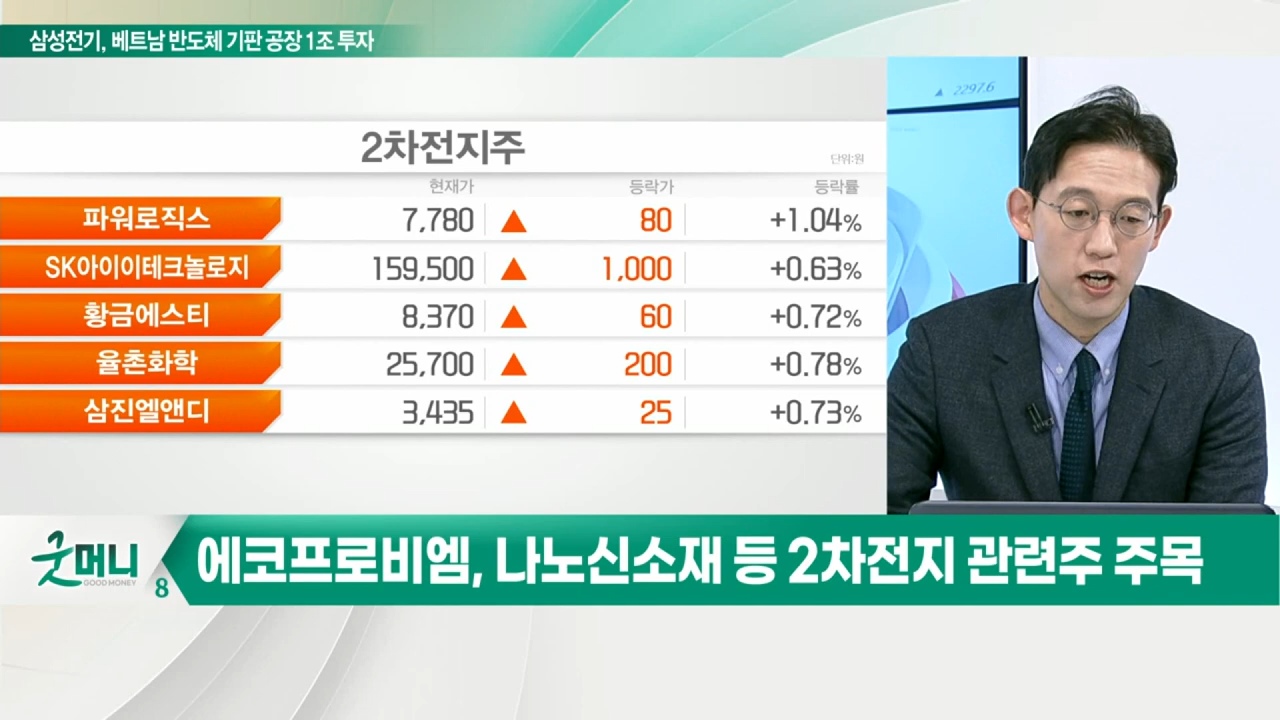 삼성전기, 베트남 반도체 기판 공장 1조 투자
▲ 2297.6
2차전지주
단위:원
현재가 등락가 등락률
파워로직스 7,780 ▲ 80 +1.04%
SK아이이테크놀로지 159,500 ▲ 1,000 +0.63%
황금에스티 8,370 ▲ 60 +0.72%
율촌화학 25,700 ▲ 200 +0.78%
삼진엘앤디 3,435 ▲ 25 +0.73%
굿머니
GOOD MONEY
8
에코프로비엠, 나노신소재 등 2차전지 관련주 주목